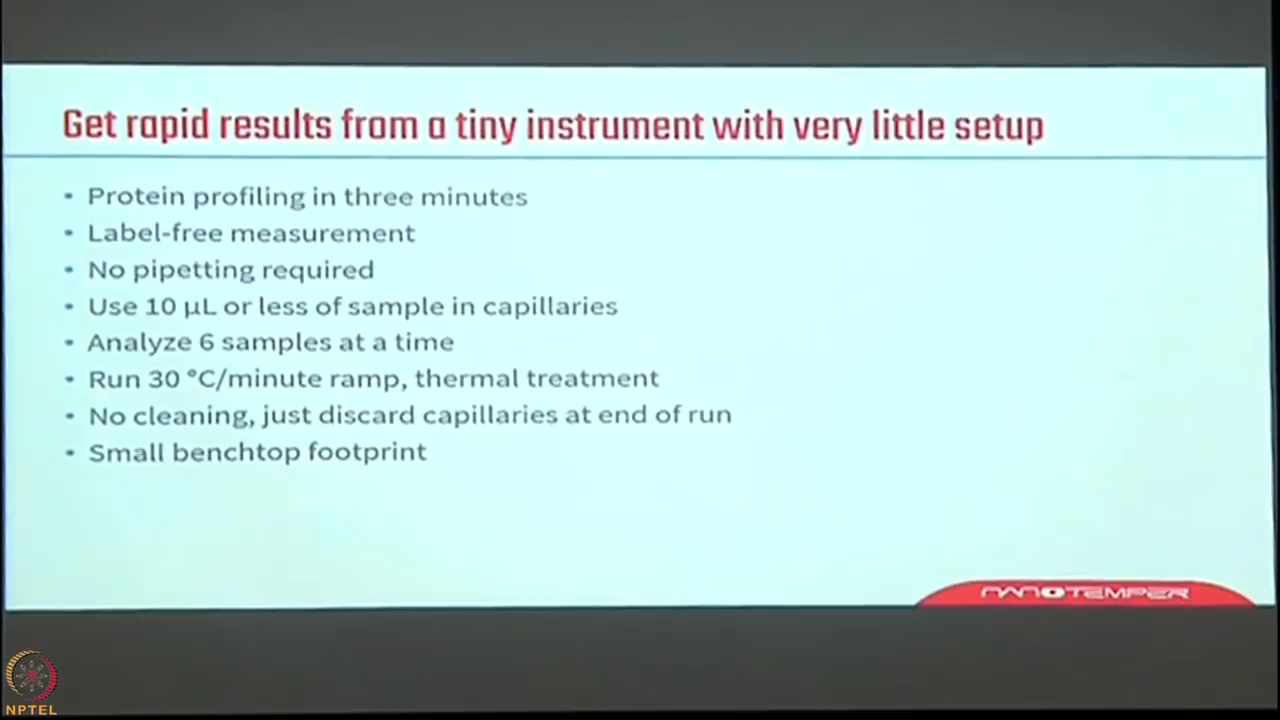 Get rapid results from a tiny instrument with very little setup
• Protein profiling in three minutes
• Label-free measurement
• No pipetting required
• Use 10 µL or less of sample in capillaries
• Analyze 6 samples at a time
• Run 30 °C/minute ramp, thermal treatment
• No cleaning, just discard capillaries at end of run
• Small benchtop footprint
NANOTEMPER
NPTEL